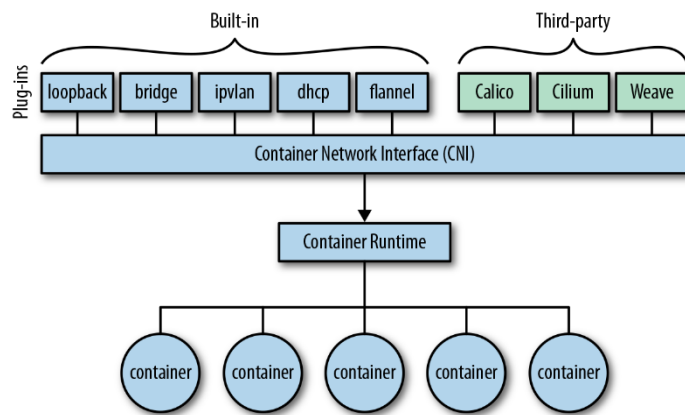 Built-in
Third-party
Plug-ins
loopback
bridge
ipvlan
dhcp
flannel
Calico
Cilium
Weave
Container Network Interface (CNI)
Container Runtime
container
container
container
container
container